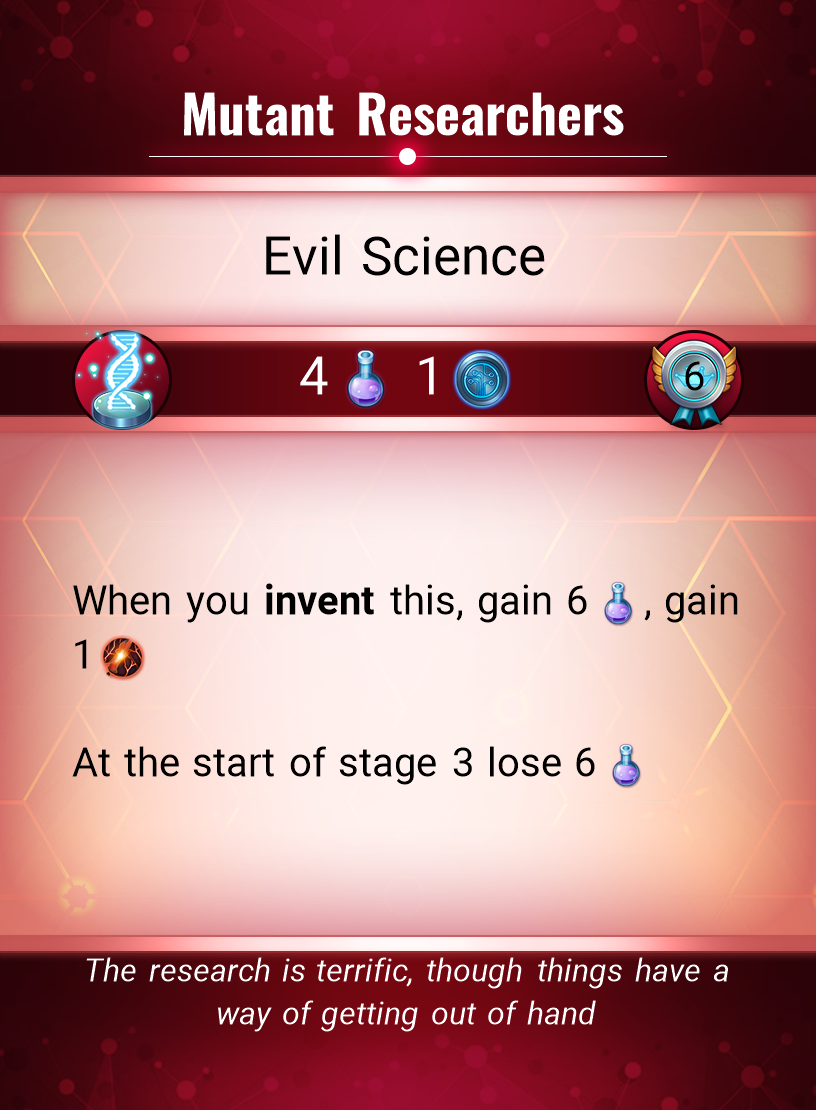 Mutant Researchers
Evil Science
4 1 6
When you invent this, gain 6 , gain
1
At the start of stage 3 lose 6
The research is terrific, though things have a
way of getting out of hand